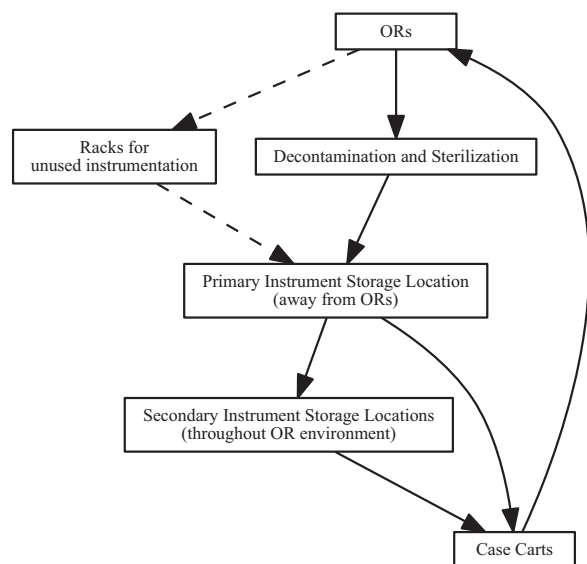 ORs
Racks for
unused instrumentation
Decontamination and Sterilization
Primary Instrument Storage Location
(away from ORs)
Secondary Instrument Storage Locations
(throughout OR environment)
Case Carts